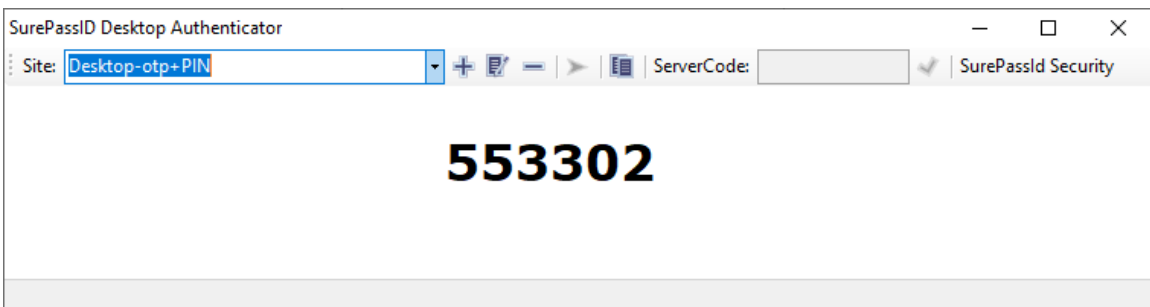 SurePassID Desktop Authenticator
Site: Desktop-otp+PIN ServerCode: SurePassId Security
553302